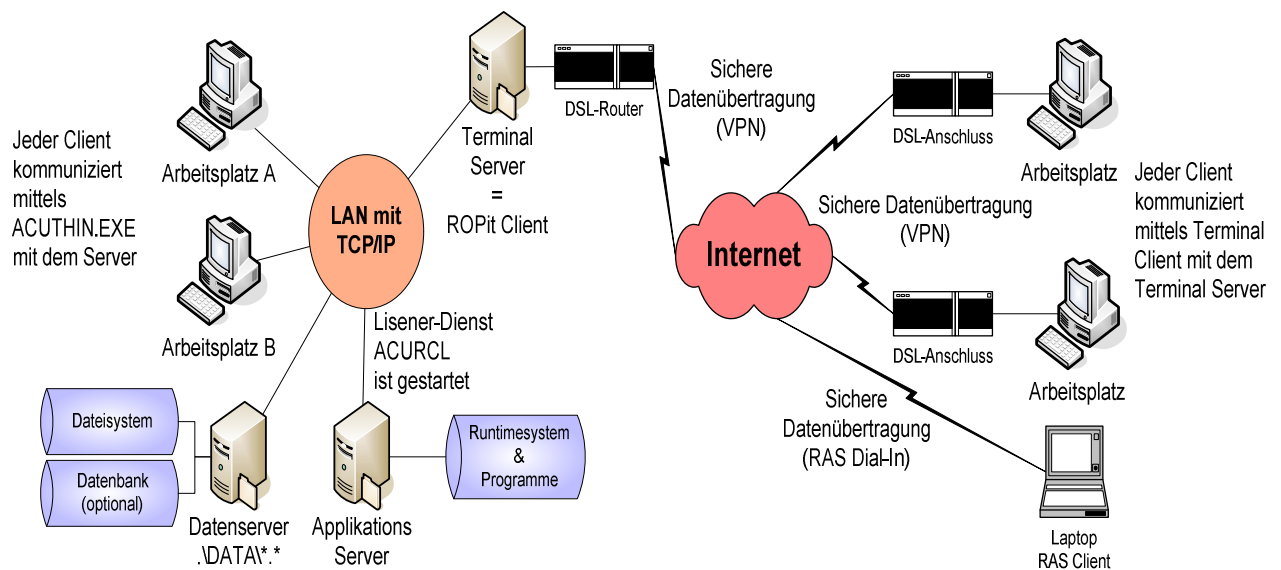 Jeder Client
kommuniziert
mittels
ACUTHIN.EXE
mit dem Server
Arbeitsplatz A
Arbeitsplatz B
LAN mit
TCP/IP
Terminal
Server
=
ROPit Client
DSL-Router
Sichere
Datenübertragung
(VPN)
Internet
Sichere Datenübertragung
(VPN)
DSL-Anschluss
Arbeitsplatz
DSL-Anschluss
Arbeitsplatz
Jeder Client
kommuniziert
mittels Terminal
Client mit dem
Terminal Server
Lisener-Dienst
ACURCL
ist gestartet
Dateisystem
Datenbank
(optional)
Datenserver
.\DATA\*.*
Applikations
Server
Runtimesystem
&
Programme
Sichere
Datenübertragung
(RAS Dial-In)
Laptop
RAS Client